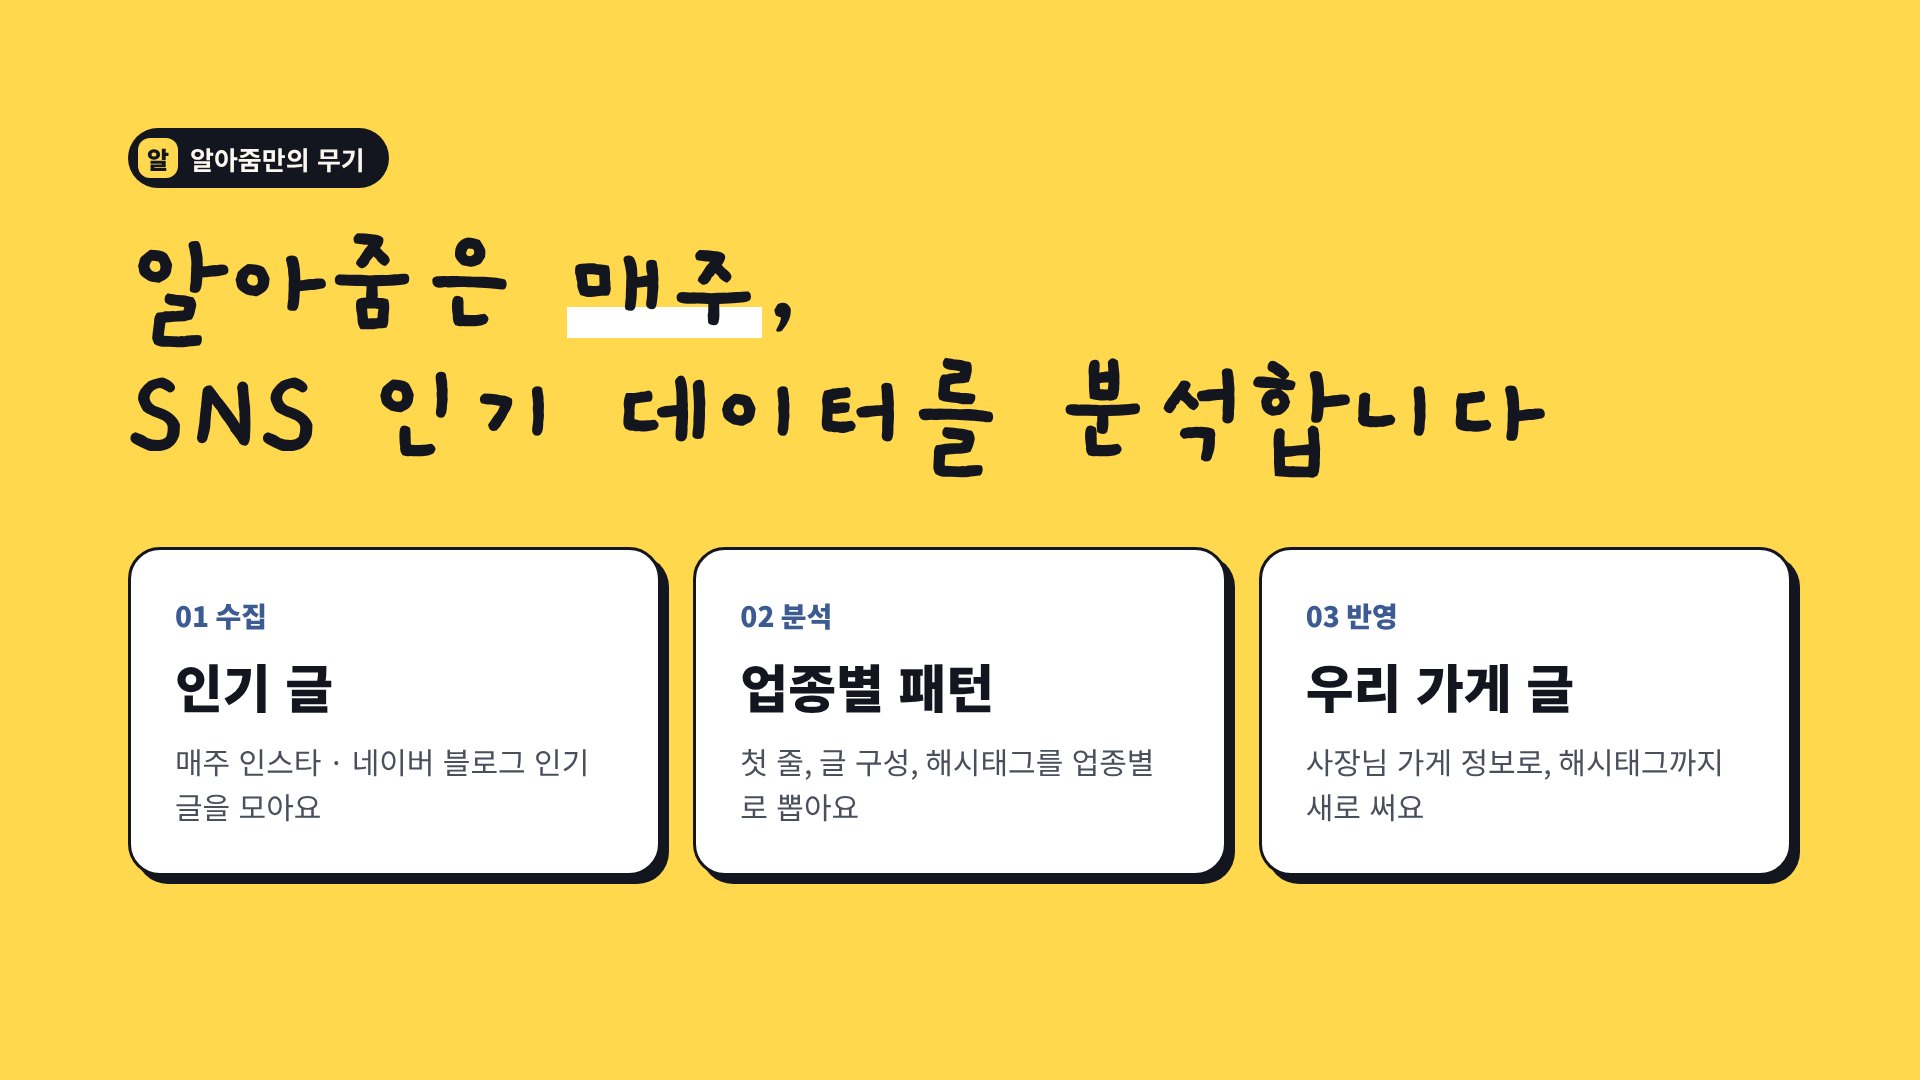 알 알아줌만의 무기
알아줌은 매주,
SNS 인기 데이터를 분석합니다
01 수집
인기 글
매주 인스타 · 네이버 블로그 인기
글을 모아요
02 분석
업종별 패턴
첫 줄, 글 구성, 해시태그를 업종별
로 뽑아요
03 반영
우리 가게 글
사장님 가게 정보로, 해시태그까지
새로 써요